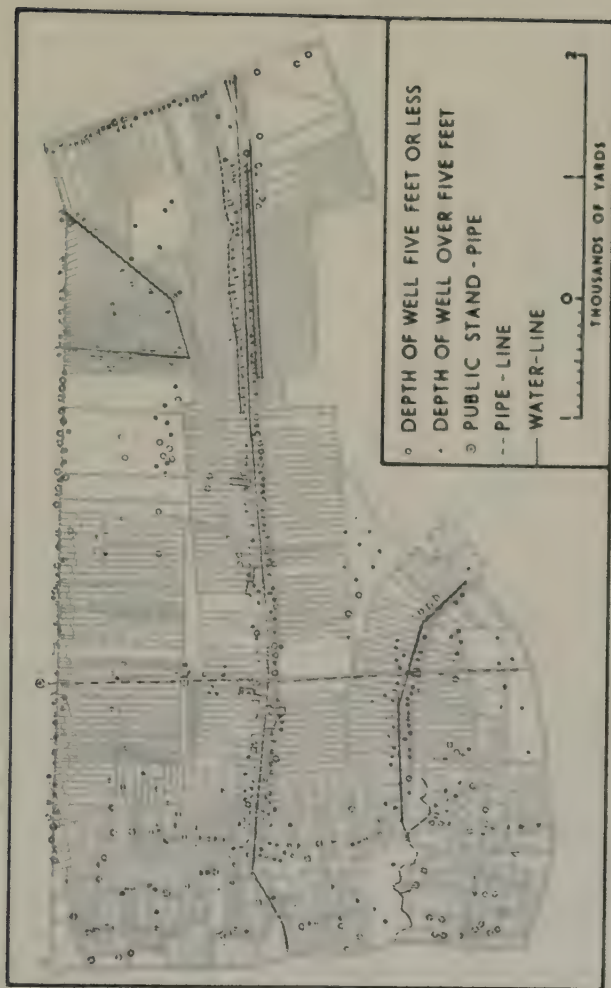 DEPTH OF WELL FIVE FEET OR LESS
DEPTH OF WELL OVER FIVE FEET
PUBLIC STAND-PIPE
PIPE-LINE
WATER-LINE
1 0 1 2
THOUSANDS OF YARDS